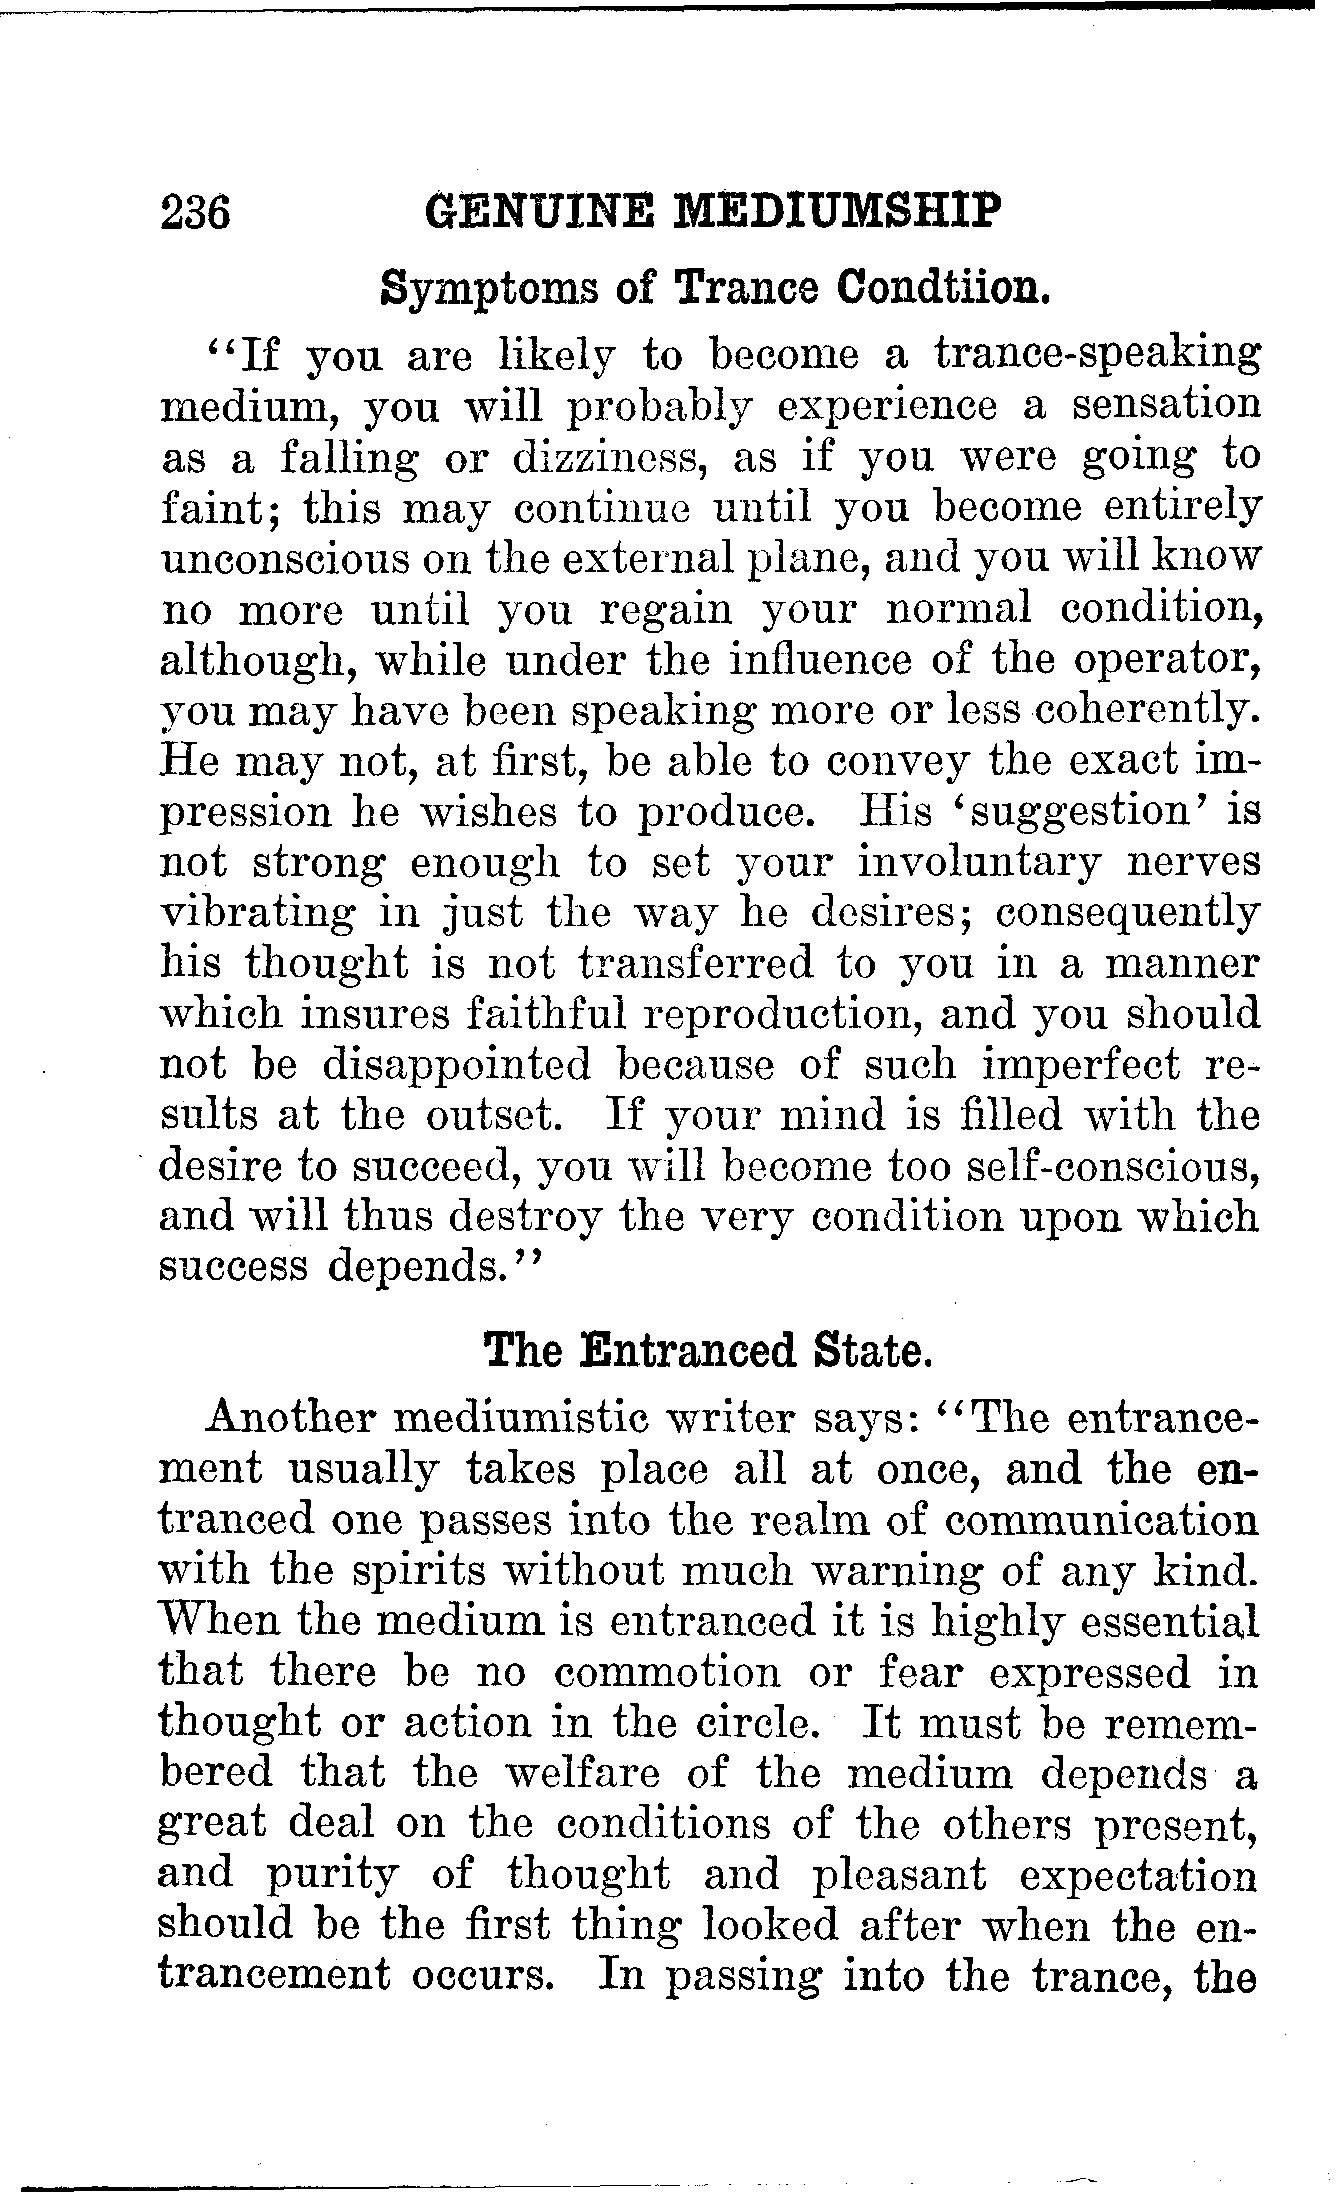 236 GENUINE MEDIUMSHIP
Symptoms of Trance Condtiion.
“If you are likely to become a trance-speaking
medium, you will probably experience a sensation
as a falling or dizziness, as if you were going to
faint; this may continue until you become entirely
unconscious on the external plane, and you will know
no more until you regain your normal condition,
although, while under the influence of the operator,
you may have been speaking more or less coherently.
He may not, at first, be able to convey the exact im-
pression he wishes to produce. His ‘suggestion’ is
not strong enough to set your involuntary nerves
vibrating in just the way he desires; consequently
his thought is not transferred to you in a manner
which insures faithful reproduction, and you should
not be disappointed because of such imperfect re-
sults at the outset. If your mind is filled with the
desire to succeed, you will become too self-conscious,
and will thus destroy the very condition upon which
success depends.”
The Entranced State.
Another mediumistic writer says: “The entrance-
ment usually takes place all at once, and the en-
tranced one passes into the realm of communication
with the spirits without much warning of any kind.
When the medium is entranced it is highly essential
that there be no commotion or fear expressed in
thought or action in the circle. It must be remem-
bered that the welfare of the medium depends a
great deal on the conditions of the others present,
and purity of thought and pleasant expectation
should be the first thing looked after when the en-
trancement occurs. In passing into the trance, the